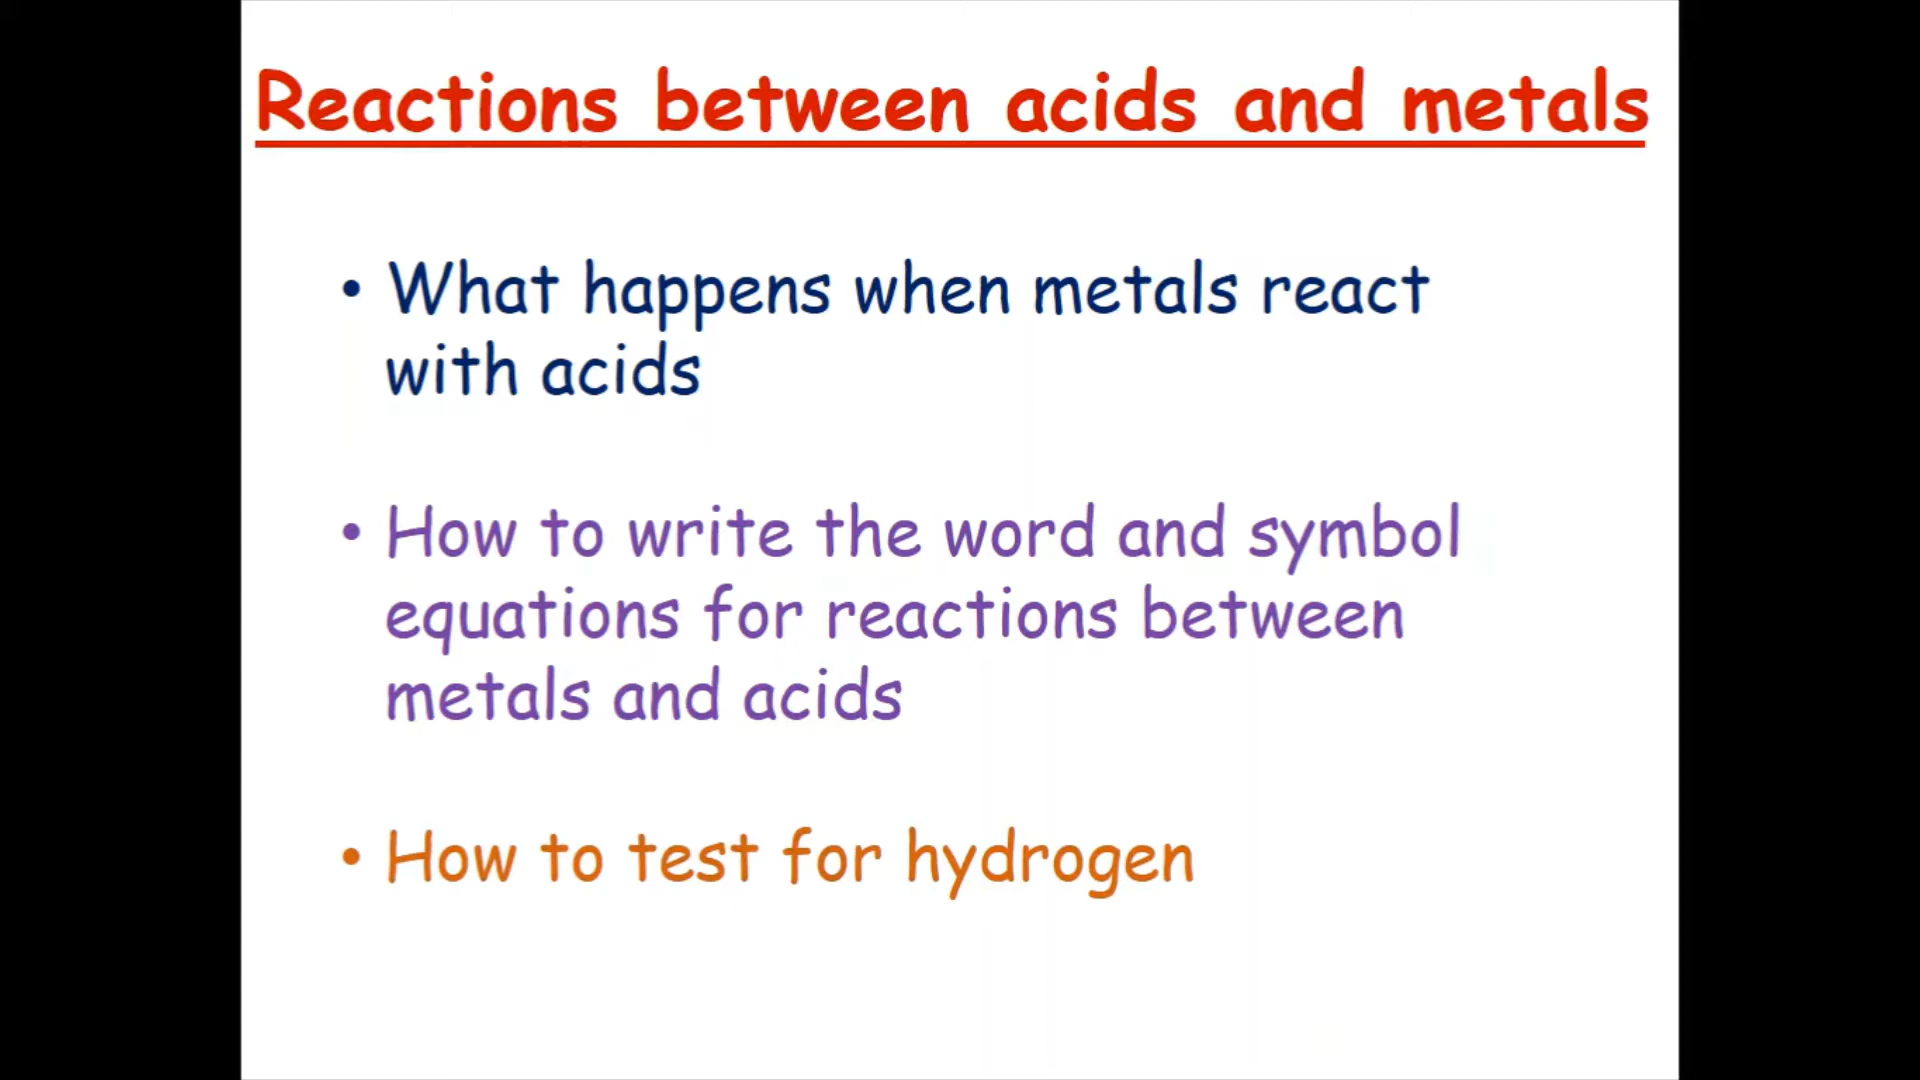 Reactions between acids and metals
• What happens when metals react
with acids
• How to write the word and symbol
equations for reactions between
metals and acids
• How to test for hydrogen